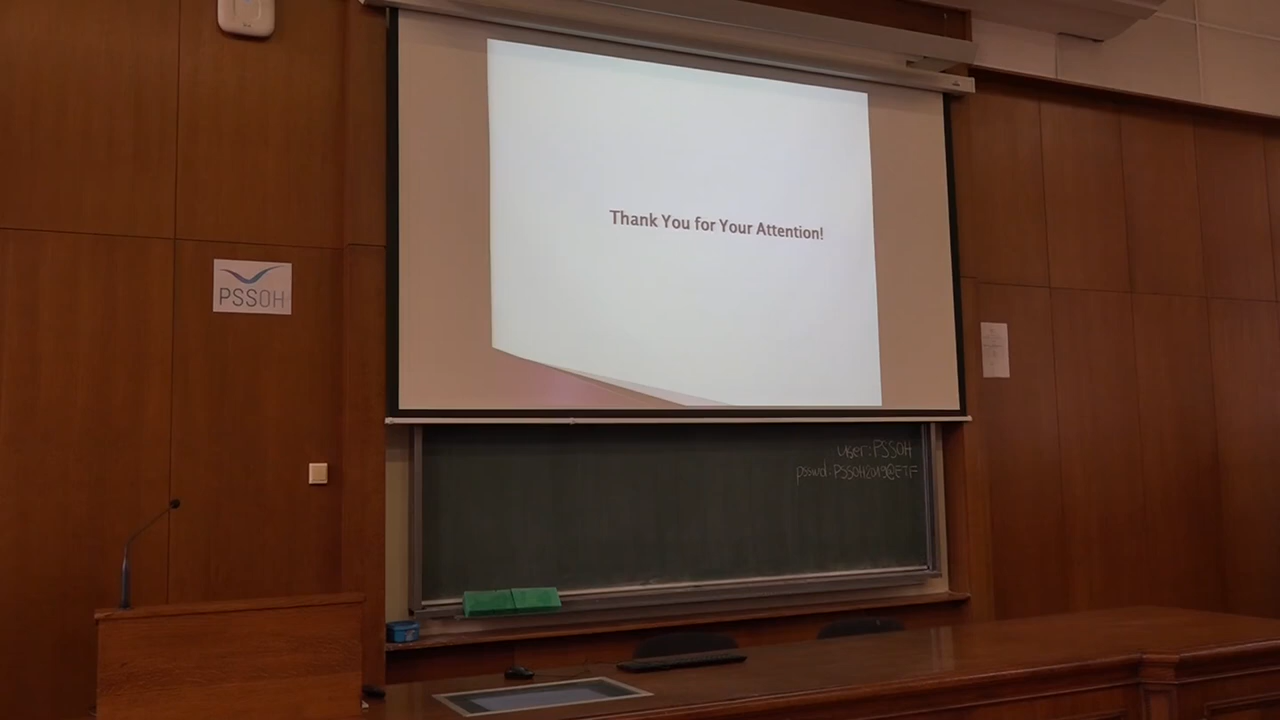 Thank You for Your Attention!
PSSOH
user: PSSOH
psswd: PSSOH2019@ETF